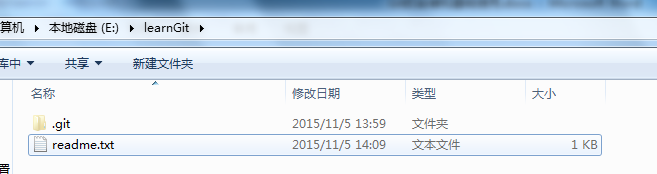 算机 ▸ 本地磁盘 (E:) ▸ learnGit ▸
库中 ▼ 共享 ▼ 新建文件夹
名称 修改日期 类型 大小
.git 2015/11/5 13:59 文件夹
readme.txt 2015/11/5 14:09 文本文件 1 KB
置